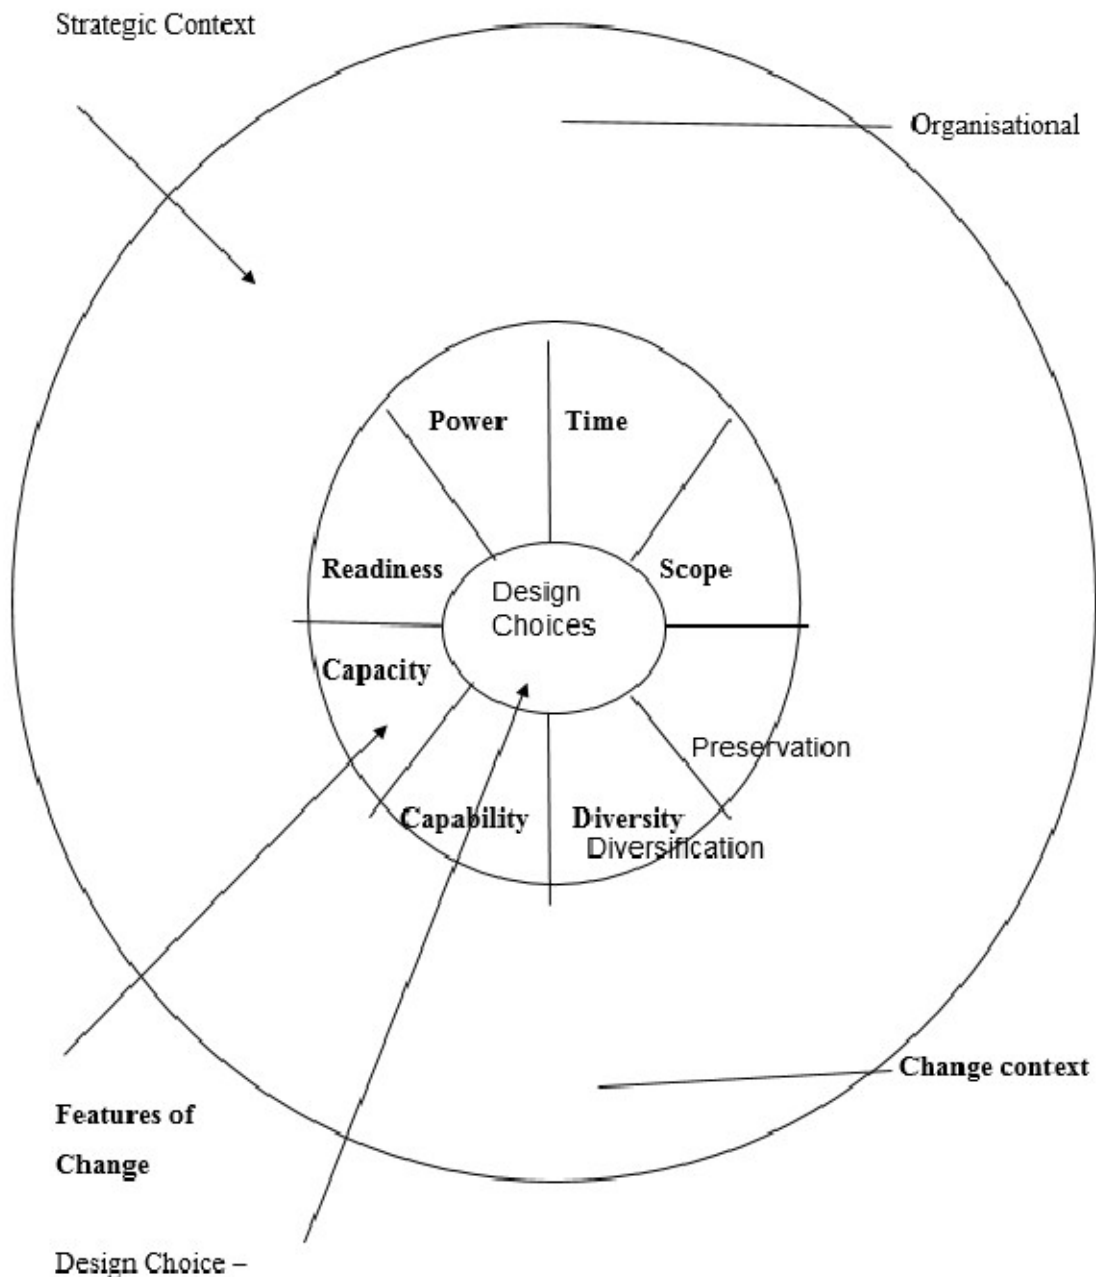 Strategic Context
Organisational
Power
Time
Readiness
Scope
Design
Choices
Capacity
Preservation
Capability
Diversity
Diversification
Change context
Features of
Change
Design Choice –